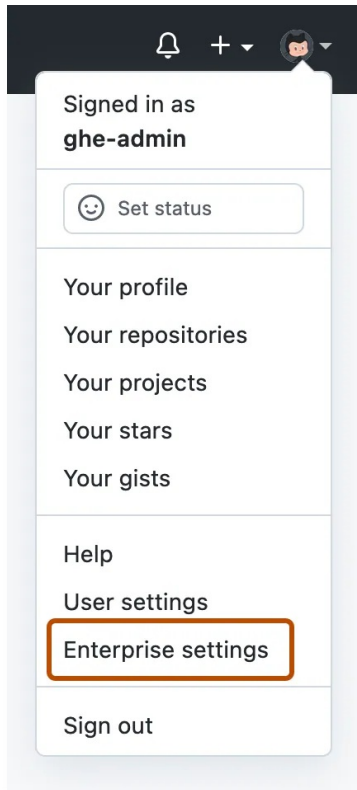 Signed in as
ghe-admin
Set status
Your profile
Your repositories
Your projects
Your stars
Your gists
Help
User settings
Enterprise settings
Sign out